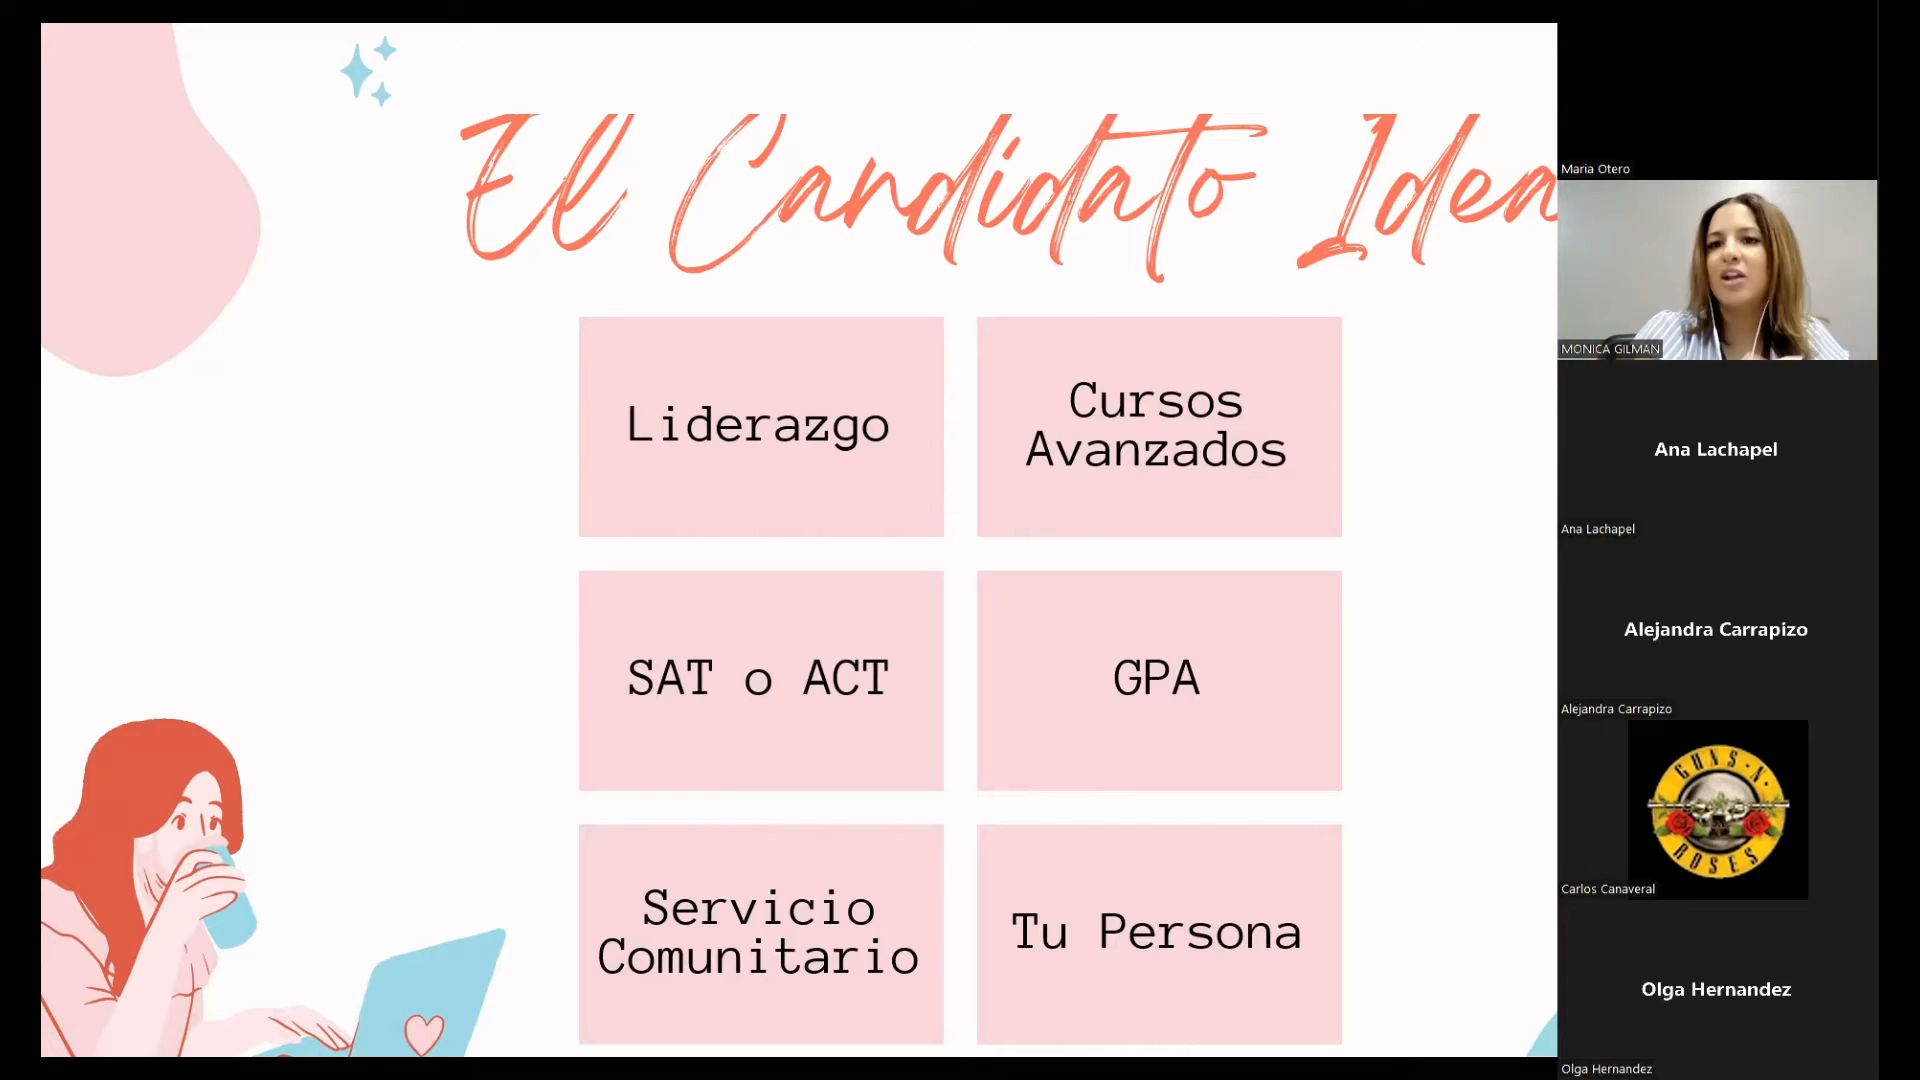 El Candidato Idea
Liderazgo
Cursos
Avanzados
SAT o ACT
GPA
Servicio
Comunitario
Tu Persona
Maria Otero
MONICA GILMAN
Ana Lachapel
Ana Lachapel
Alejandra Carrapizo
Alejandra Carrapizo
GUNS N'
ROSES
Carlos Canaveral
Olga Hernandez
Olga Hernandez